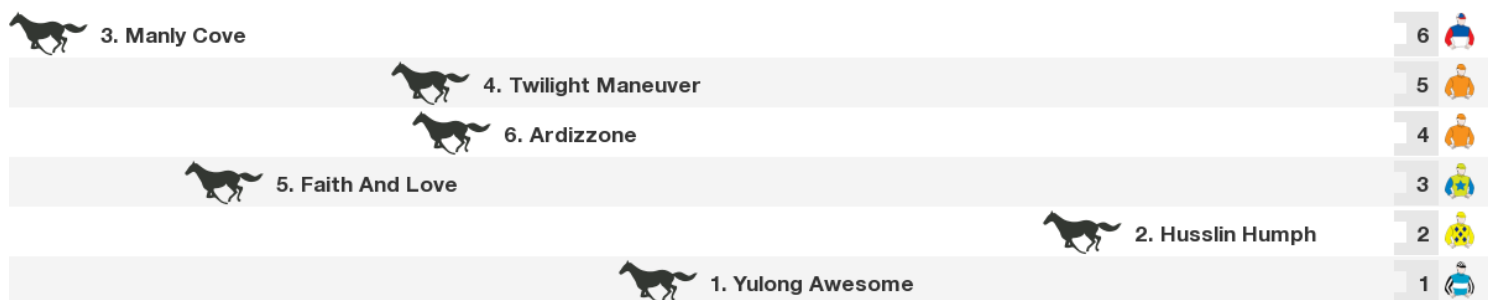 3. Manly Cove 6
4. Twilight Maneuver 5
6. Ardizzone 4
5. Faith And Love 3
2. Husslin Humph 2
1. Yulong Awesome 1